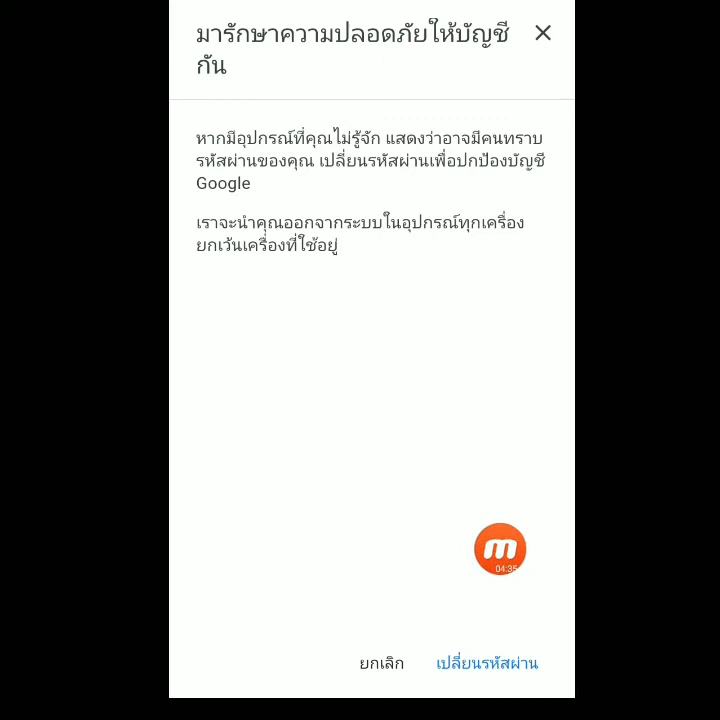 มารักษาความปลอดภัยให้บัญชี
กัน
หากมีอุปกรณ์ที่คุณไม่รู้จัก แสดงว่าอาจมีคนทราบ
รหัสผ่านของคุณ เปลี่ยนรหัสผ่านเพื่อปกป้องบัญชี
Google
เราจะนำคุณออกจากระบบในอุปกรณ์ทุกเครื่อง
ยกเว้นเครื่องที่ใช้อยู่
m
04:35
ยกเลิก เปลี่ยนรหัสผ่าน